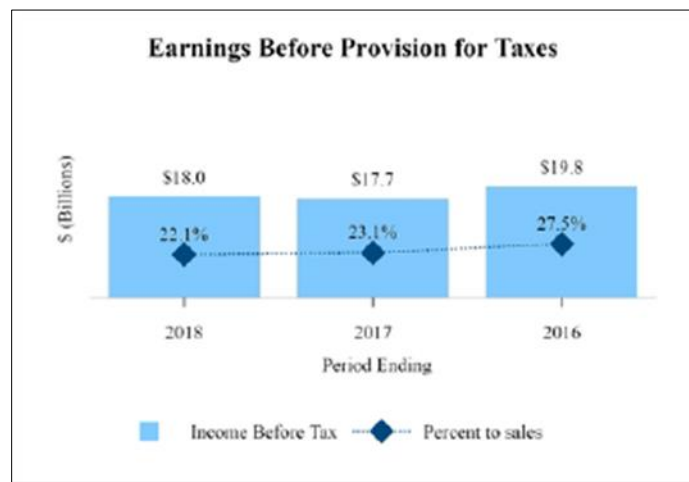 Earnings Before Provision for Taxes
$ (Billions)
$18.0
$17.7
$19.8
22.1%
23.1%
27.5%
2018
2017
2016
Period Ending
Income Before Tax
Percent to sales